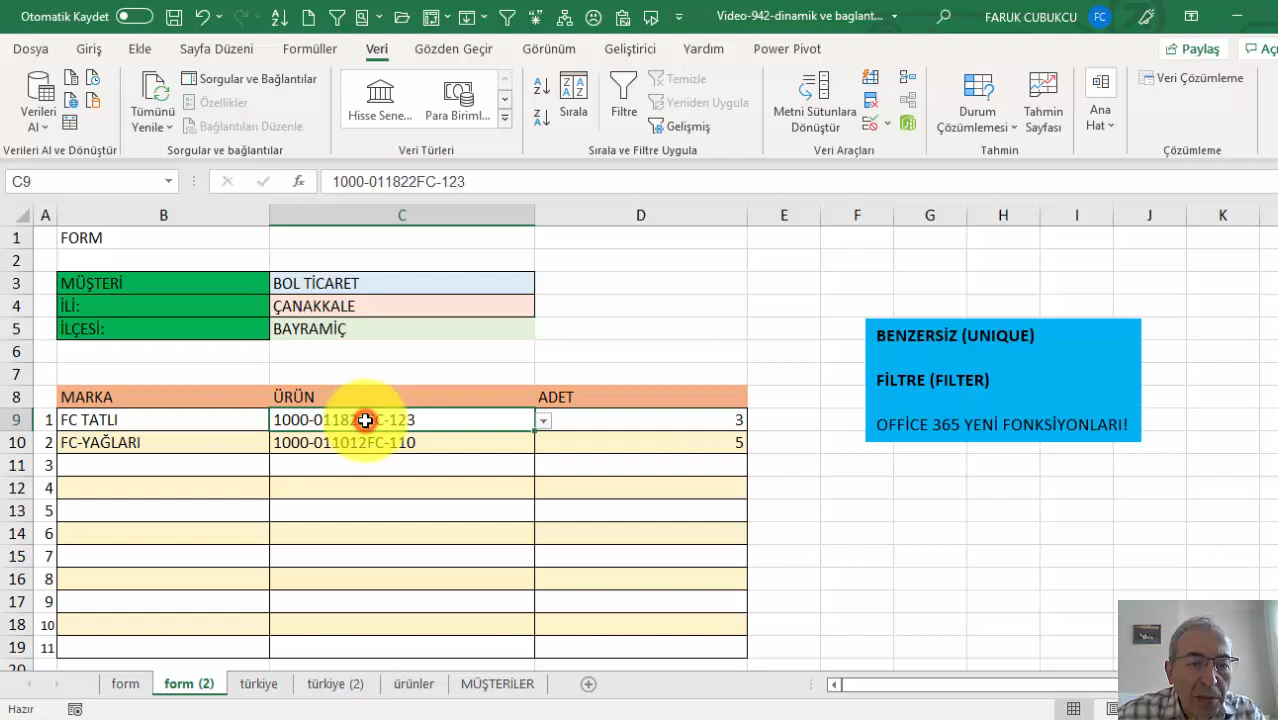 Otomatik Kaydet
Video-942-dinamik ve baglant...
FARUK CUBUKCU
FC
Dosya
Giriş
Ekle
Sayfa Düzeni
Formüller
Veri
Gözden Geçir
Görünüm
Geliştirici
Yardım
Power Pivot
Paylaş
Verileri Al
Tümünü Yenile
Sorgular ve Bağlantılar
Özellikler
Bağlantıları Düzenle
Hisse Sene...
Para Biriml...
Sırala
Filtre
Temizle
Yeniden Uygula
Gelişmiş
Metni Sütunlara Dönüştür
Durum Çözümlemesi
Tahmin Sayfası
Ana Hat
Veri Çözümleme
Verileri Al ve Dönüştür
Sorgular ve bağlantılar
Veri Türleri
Sırala ve Filtre Uygula
Veri Araçları
Tahmin
Çözümleme
C9
fx
1000-011822FC-123
A B C D E F G H I J K
1 FORM
2
3 MÜŞTERİ BOL TİCARET
4 İLİ: ÇANAKKALE
5 İLÇESİ: BAYRAMİÇ
6
7
8 MARKA ÜRÜN ADET
9 1 FC TATLI 1000-011822FC-123 3
10 2 FC-YAĞLARI 1000-011012FC-110 5
11 3
12 4
13 5
14 6
15 7
16 8
17 9
18 10
19 11
BENZERSİZ (UNIQUE)
FİLTRE (FILTER)
OFFİCE 365 YENİ FONKSİYONLARI!
form
form (2)
türkiye
türkiye (2)
ürünler
MÜŞTERİLER
Hazır